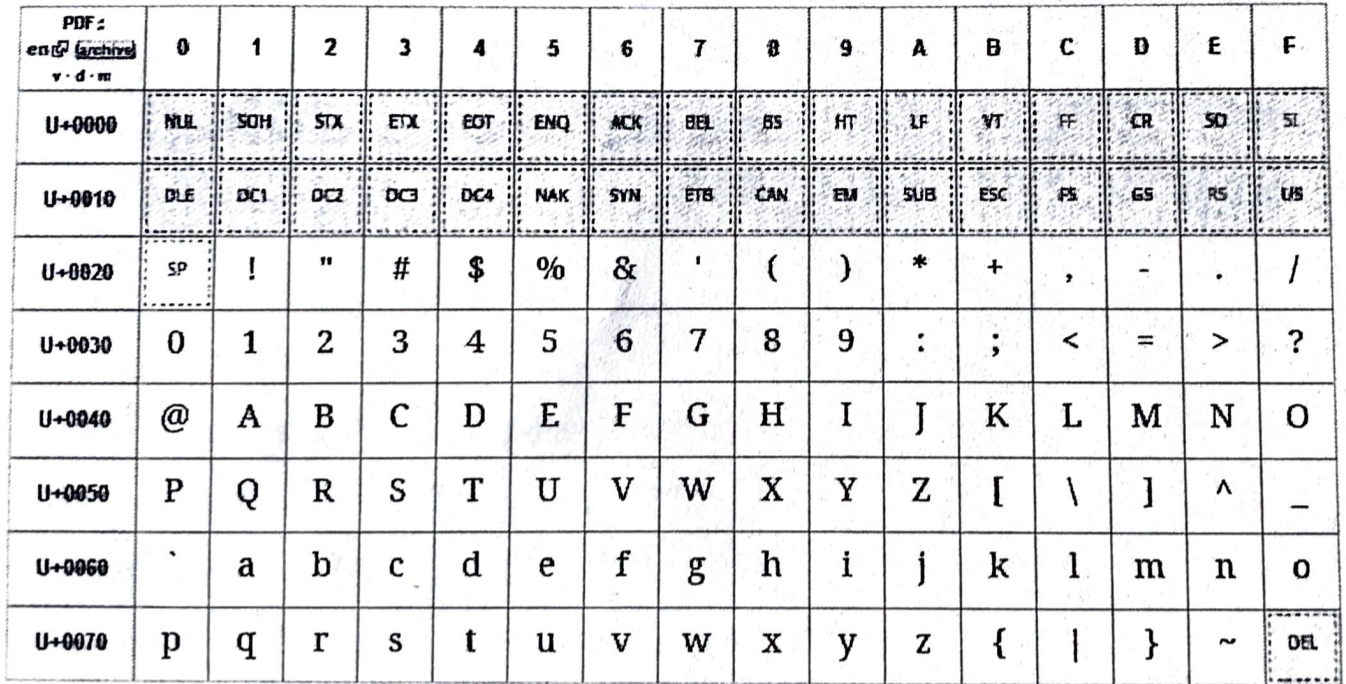 PDF :
en [archive]
v · d · m
0 1 2 3 4 5 6 7 8 9 A B C D E F
U+0000 NUL SOH STX ETX EOT ENQ ACK BEL BS HT LF VT FF CR SO SI
U+0010 DLE DC1 DC2 DC3 DC4 NAK SYN ETB CAN EM SUB ESC FS GS RS US
U+0020 SP ! " # $ % & ' ( ) * + , - . /
U+0030 0 1 2 3 4 5 6 7 8 9 : ; < = > ?
U+0040 @ A B C D E F G H I J K L M N O
U+0050 P Q R S T U V W X Y Z [ \ ] ^ _
U+0060 ` a b c d e f g h i j k l m n o
U+0070 p q r s t u v w x y z { | } ~ DEL